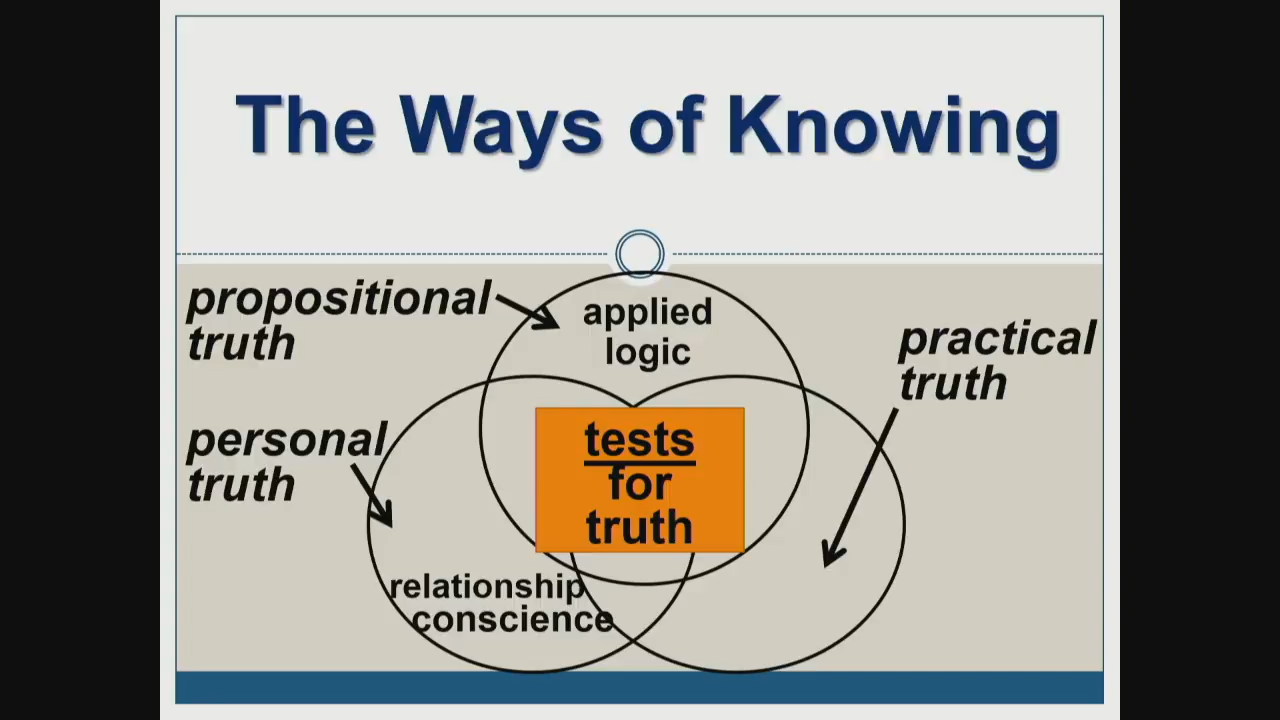 The Ways of Knowing
propositional
truth
applied
logic
practical
truth
personal
truth
tests
for
truth
relationship
conscience